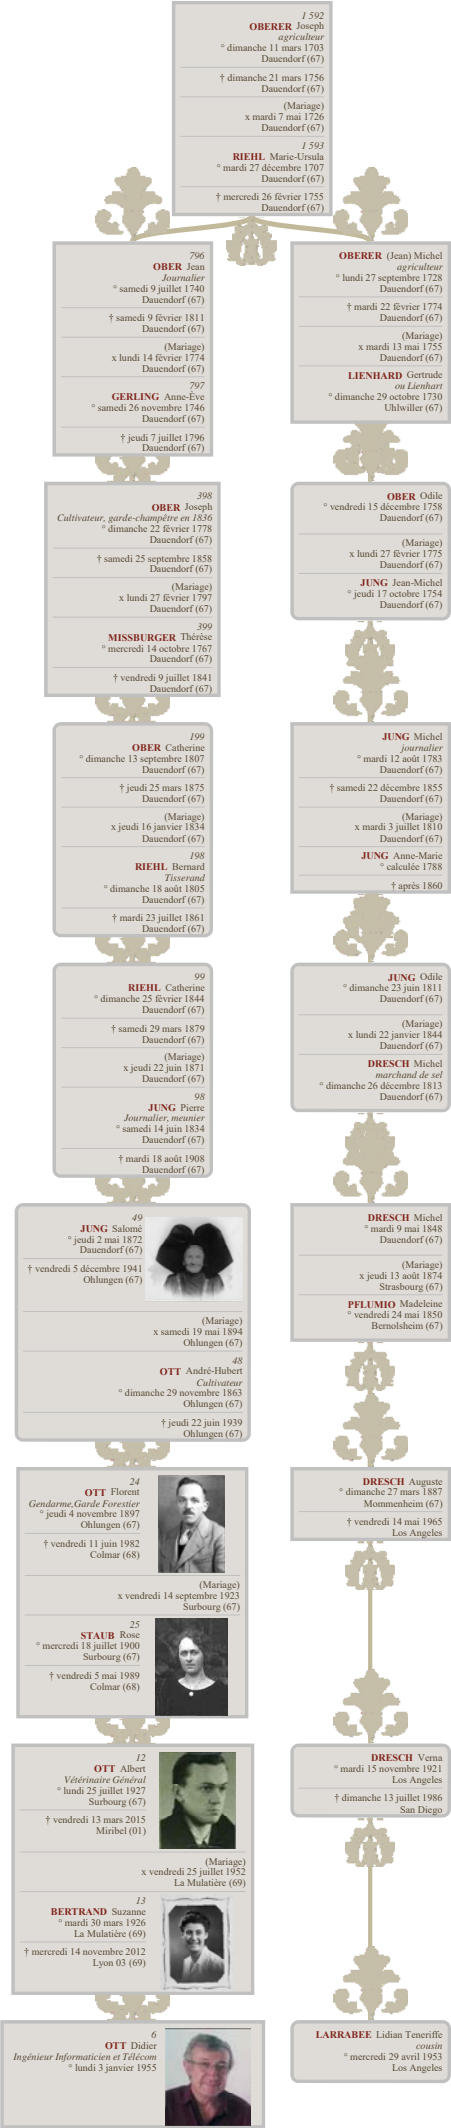 1 592
OBERER Joseph
agriculteur
° dimanche 11 mars 1703
Dauendorf (67)
† dimanche 21 mars 1756
Dauendorf (67)
(Mariage)
x mardi 7 mai 1726
Dauendorf (67)
1 593
RIEHL Marie-Ursula
° mardi 27 décembre 1707
Dauendorf (67)
† mercredi 26 février 1755
Dauendorf (67)
796
OBER Jean
Journalier
° samedi 9 juillet 1740
Dauendorf (67)
† samedi 9 février 1811
Dauendorf (67)
(Mariage)
x lundi 14 février 1774
Dauendorf (67)
797
GERLING Anne-Ève
° samedi 26 novembre 1746
Dauendorf (67)
† jeudi 7 juillet 1796
Dauendorf (67)
OBERER (Jean) Michel
agriculteur
° lundi 27 septembre 1728
Dauendorf (67)
† mardi 22 février 1774
Dauendorf (67)
(Mariage)
x mardi 13 mai 1755
Dauendorf (67)
LIENHARD Gertrude
ou Lienhart
° dimanche 29 octobre 1730
Uhlwiller (67)
398
OBER Joseph
Cultivateur, garde-champêtre en 1836
° dimanche 22 février 1778
Dauendorf (67)
† samedi 25 septembre 1858
Dauendorf (67)
(Mariage)
x lundi 27 février 1797
Dauendorf (67)
399
MISSBURGER Thérèse
° mercredi 14 octobre 1767
Dauendorf (67)
† vendredi 9 juillet 1841
Dauendorf (67)
OBER Odile
° vendredi 15 décembre 1758
Dauendorf (67)
(Mariage)
x lundi 27 février 1775
Dauendorf (67)
JUNG Jean-Michel
° jeudi 17 octobre 1754
Dauendorf (67)
199
OBER Catherine
° dimanche 13 septembre 1807
Dauendorf (67)
† jeudi 25 mars 1875
Dauendorf (67)
(Mariage)
x jeudi 16 janvier 1834
Dauendorf (67)
198
RIEHL Bernard
Tisserand
° dimanche 18 août 1805
Dauendorf (67)
† mardi 23 juillet 1861
Dauendorf (67)
JUNG Michel
journalier
° mardi 12 août 1783
Dauendorf (67)
† samedi 22 décembre 1855
Dauendorf (67)
(Mariage)
x mardi 3 juillet 1810
Dauendorf (67)
JUNG Anne-Marie
° calculée 1788
† après 1860
99
RIEHL Catherine
° dimanche 25 février 1844
Dauendorf (67)
† samedi 29 mars 1879
Dauendorf (67)
(Mariage)
x jeudi 22 juin 1871
Dauendorf (67)
98
JUNG Pierre
Journalier, meunier
° samedi 14 juin 1834
Dauendorf (67)
† mardi 18 août 1908
Dauendorf (67)
JUNG Odile
° dimanche 23 juin 1811
Dauendorf (67)
(Mariage)
x lundi 22 janvier 1844
Dauendorf (67)
DRESCH Michel
marchand de sel
° dimanche 26 décembre 1813
Dauendorf (67)
49
JUNG Salomé
° jeudi 2 mai 1872
Dauendorf (67)
† vendredi 5 décembre 1941
Ohlungen (67)
(Mariage)
x samedi 19 mai 1894
Ohlungen (67)
48
OTT André-Hubert
Cultivateur
° dimanche 29 novembre 1863
Ohlungen (67)
† jeudi 22 juin 1939
Ohlungen (67)
DRESCH Michel
° mardi 9 mai 1848
Dauendorf (67)
(Mariage)
x jeudi 13 août 1874
Strasbourg (67)
PFLUMIO Madeleine
° vendredi 24 mai 1850
Bernolsheim (67)
24
OTT Florent
Gendarme,Garde Forestier
° jeudi 4 novembre 1897
Ohlungen (67)
† vendredi 11 juin 1982
Colmar (68)
(Mariage)
x vendredi 14 septembre 1923
Surbourg (67)
25
STAUB Rose
° mercredi 18 juillet 1900
Surbourg (67)
† vendredi 5 mai 1989
Colmar (68)
DRESCH Auguste
° dimanche 27 mars 1887
Mommenheim (67)
† vendredi 14 mai 1965
Los Angeles
12
OTT Albert
Vétérinaire Général
° lundi 25 juillet 1927
Surbourg (67)
† vendredi 13 mars 2015
Miribel (01)
(Mariage)
x vendredi 25 juillet 1952
La Mulatière (69)
13
BERTRAND Suzanne
° mardi 30 mars 1926
La Mulatière (69)
† mercredi 14 novembre 2012
Lyon 03 (69)
DRESCH Verna
° mardi 15 novembre 1921
Los Angeles
† dimanche 13 juillet 1986
San Diego
6
OTT Didier
Ingénieur Informaticien et Télécom
° lundi 3 janvier 1955
LARRABEE Lidian Teneriffe
cousin
° mercredi 29 avril 1953
Los Angeles